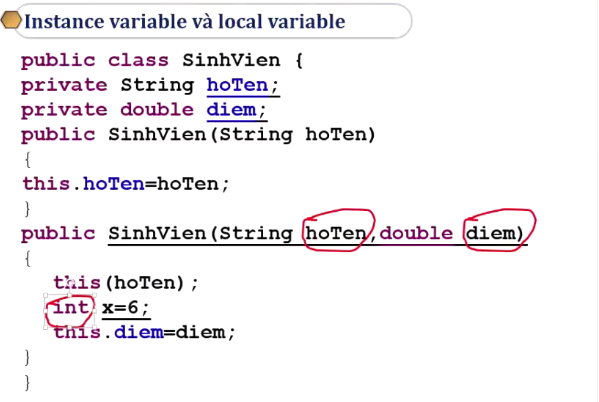 Instance variable và local variable
public class SinhVien {
private String hoTen;
private double diem;
public SinhVien(String hoTen)
{
this.hoTen=hoTen;
}
public SinhVien(String hoTen,double diem)
{
this(hoTen);
int x=6;
this.diem=diem;
}
}